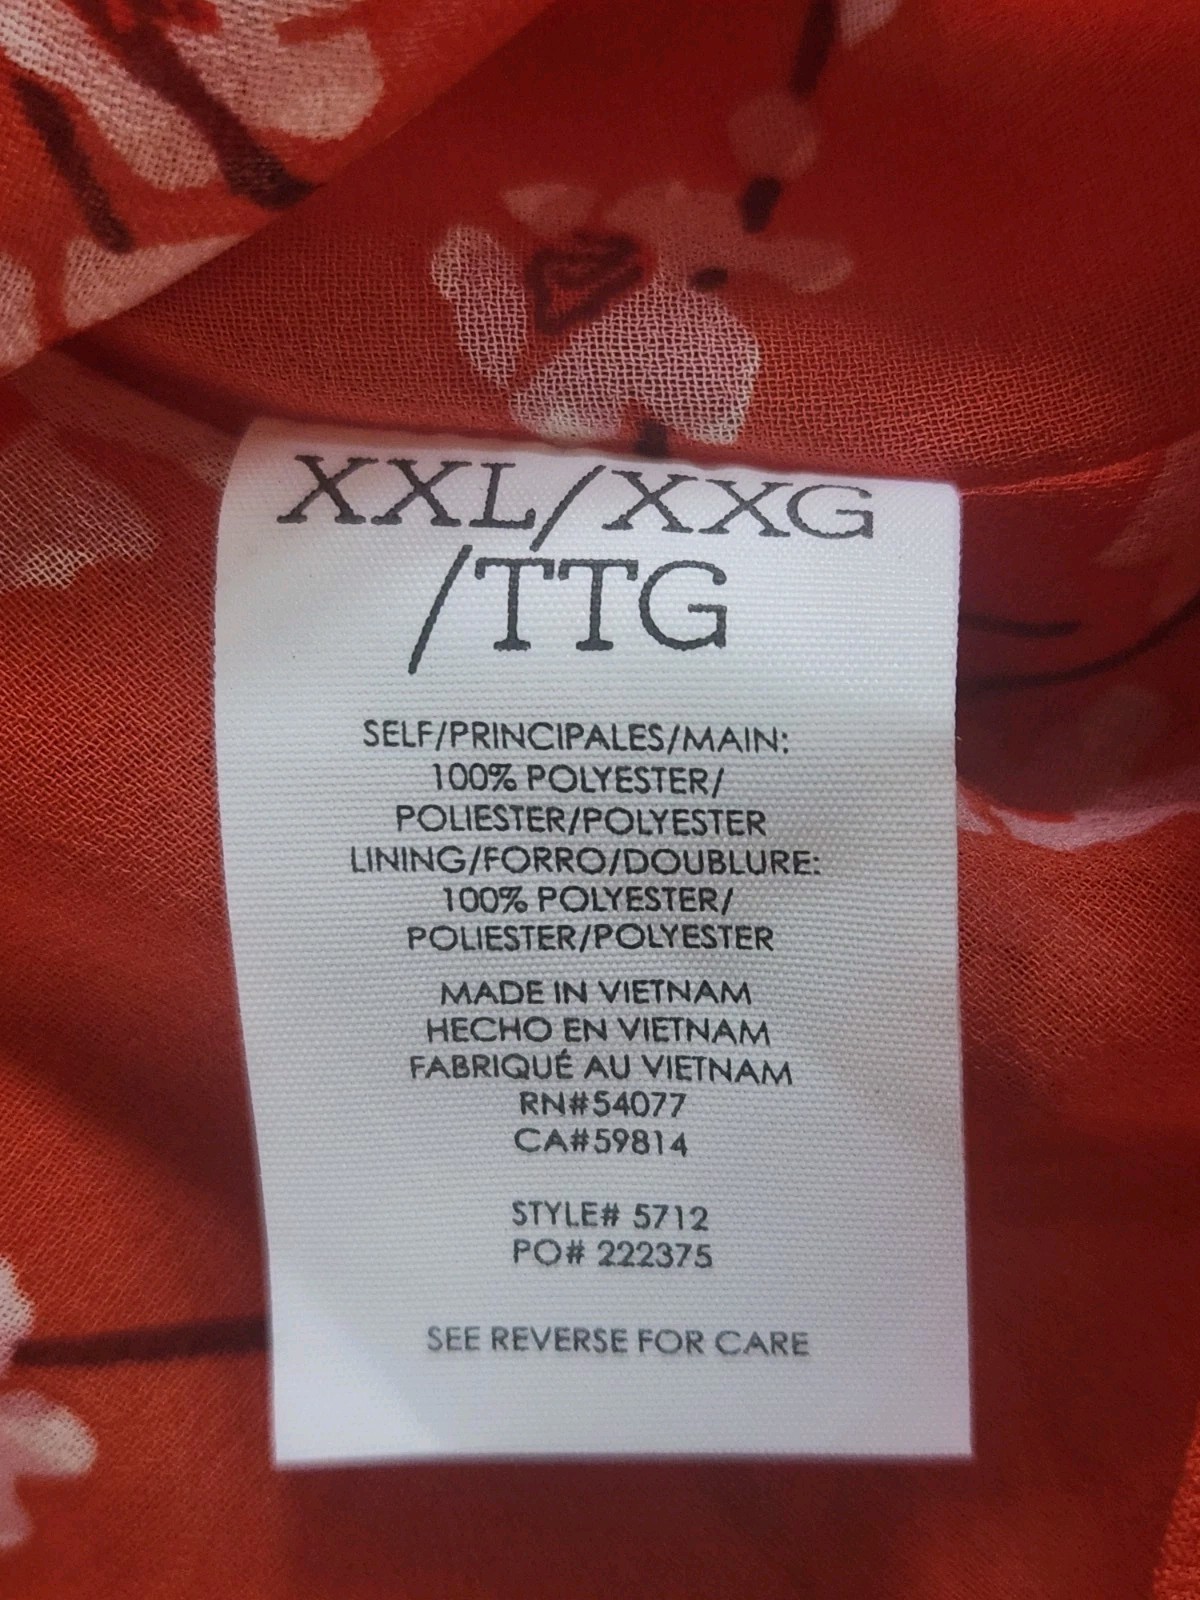 XXL/XXG
/TTG
SELF/PRINCIPALES/MAIN:
100% POLYESTER/
POLIESTER/POLYESTER
LINING/FORRO/DOUBLURE:
100% POLYESTER/
POLIESTER/POLYESTER
MADE IN VIETNAM
HECHO EN VIETNAM
FABRIQUÉ AU VIETNAM
RN#54077
CA#59814
STYLE# 5712
PO# 222375
SEE REVERSE FOR CARE